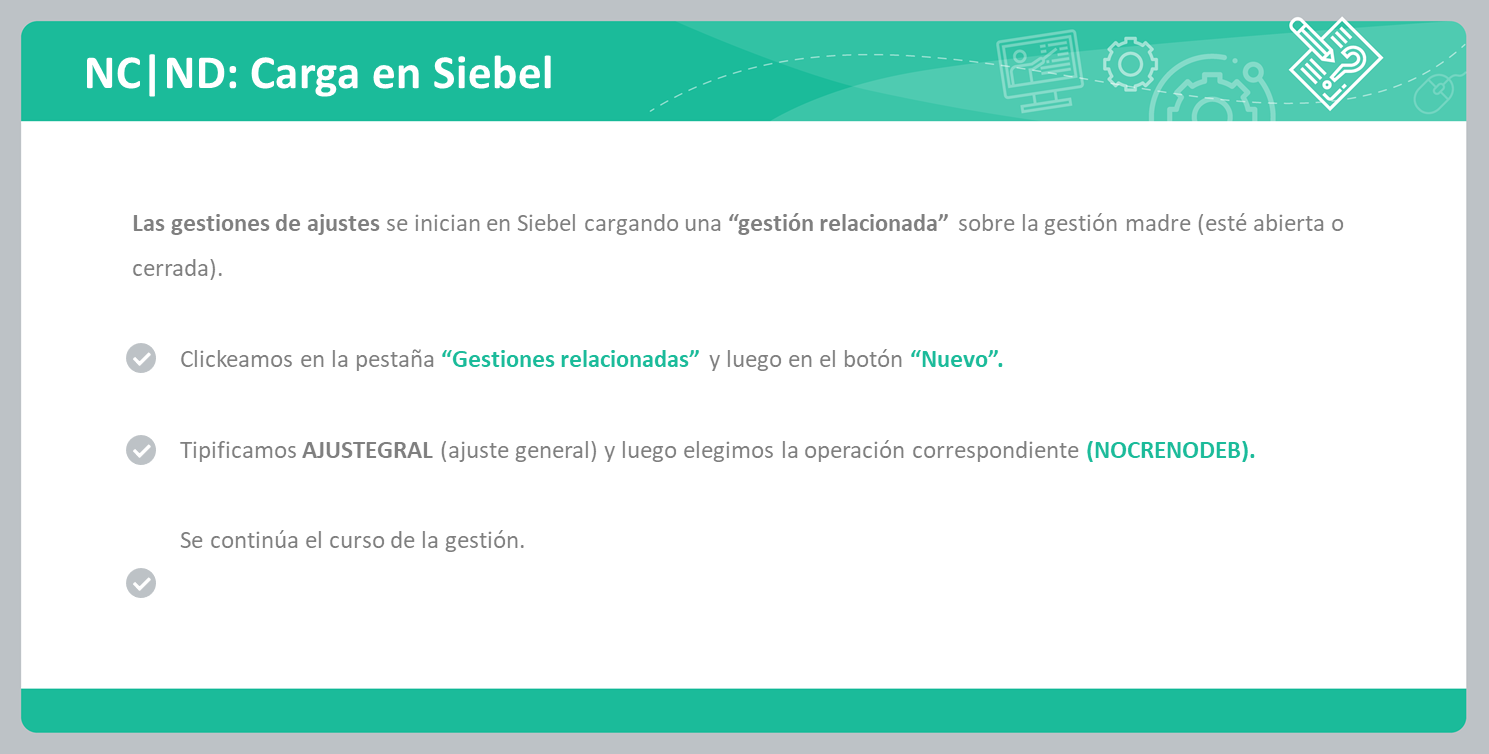 NC|ND: Carga en Siebel
Las gestiones de ajustes se inician en Siebel cargando una “gestión relacionada” sobre la gestión madre (esté abierta o
cerrada).
Clickeamos en la pestaña “Gestiones relacionadas” y luego en el botón “Nuevo”.
Tipificamos AJUSTEGRAL (ajuste general) y luego elegimos la operación correspondiente (NOCRENODEB).
Se continúa el curso de la gestión.